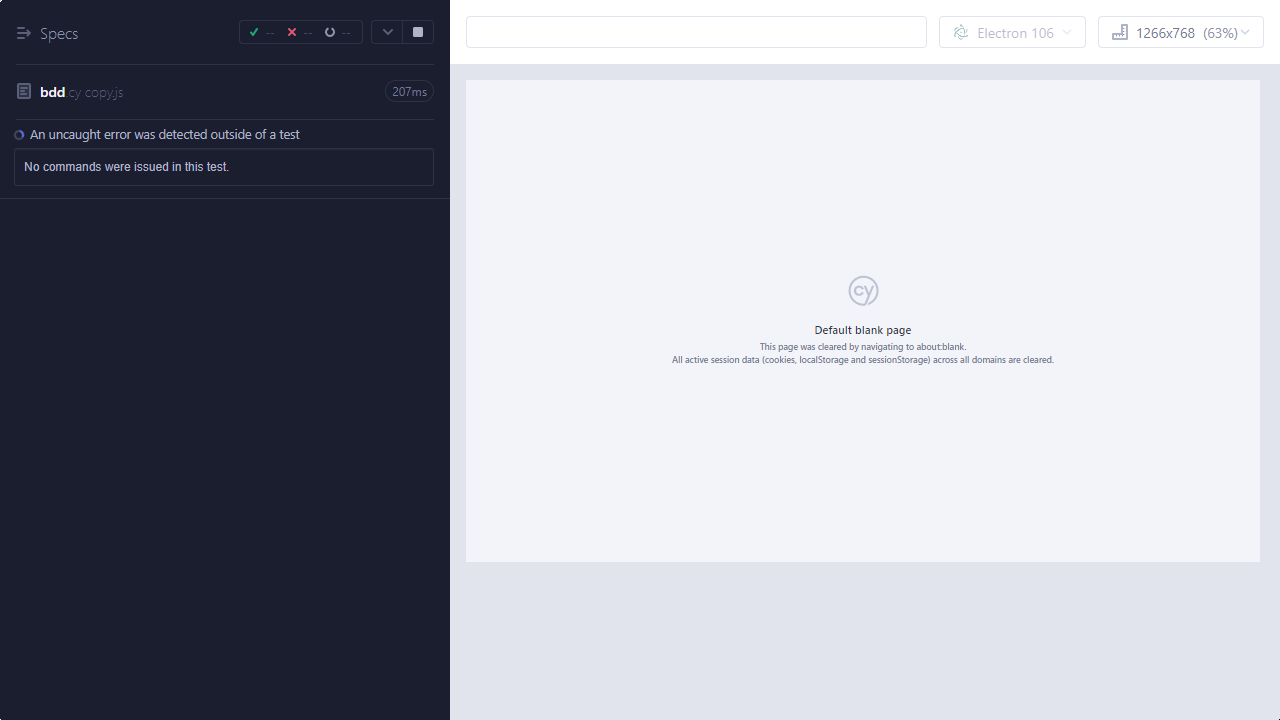 Specs
--
--
--
bdd.cy copy.js
207ms
An uncaught error was detected outside of a test
No commands were issued in this test.
Electron 106
1266x768 (63%)
cy
Default blank page
This page was cleared by navigating to about:blank.
All active session data (cookies, localStorage and sessionStorage) across all domains are cleared.